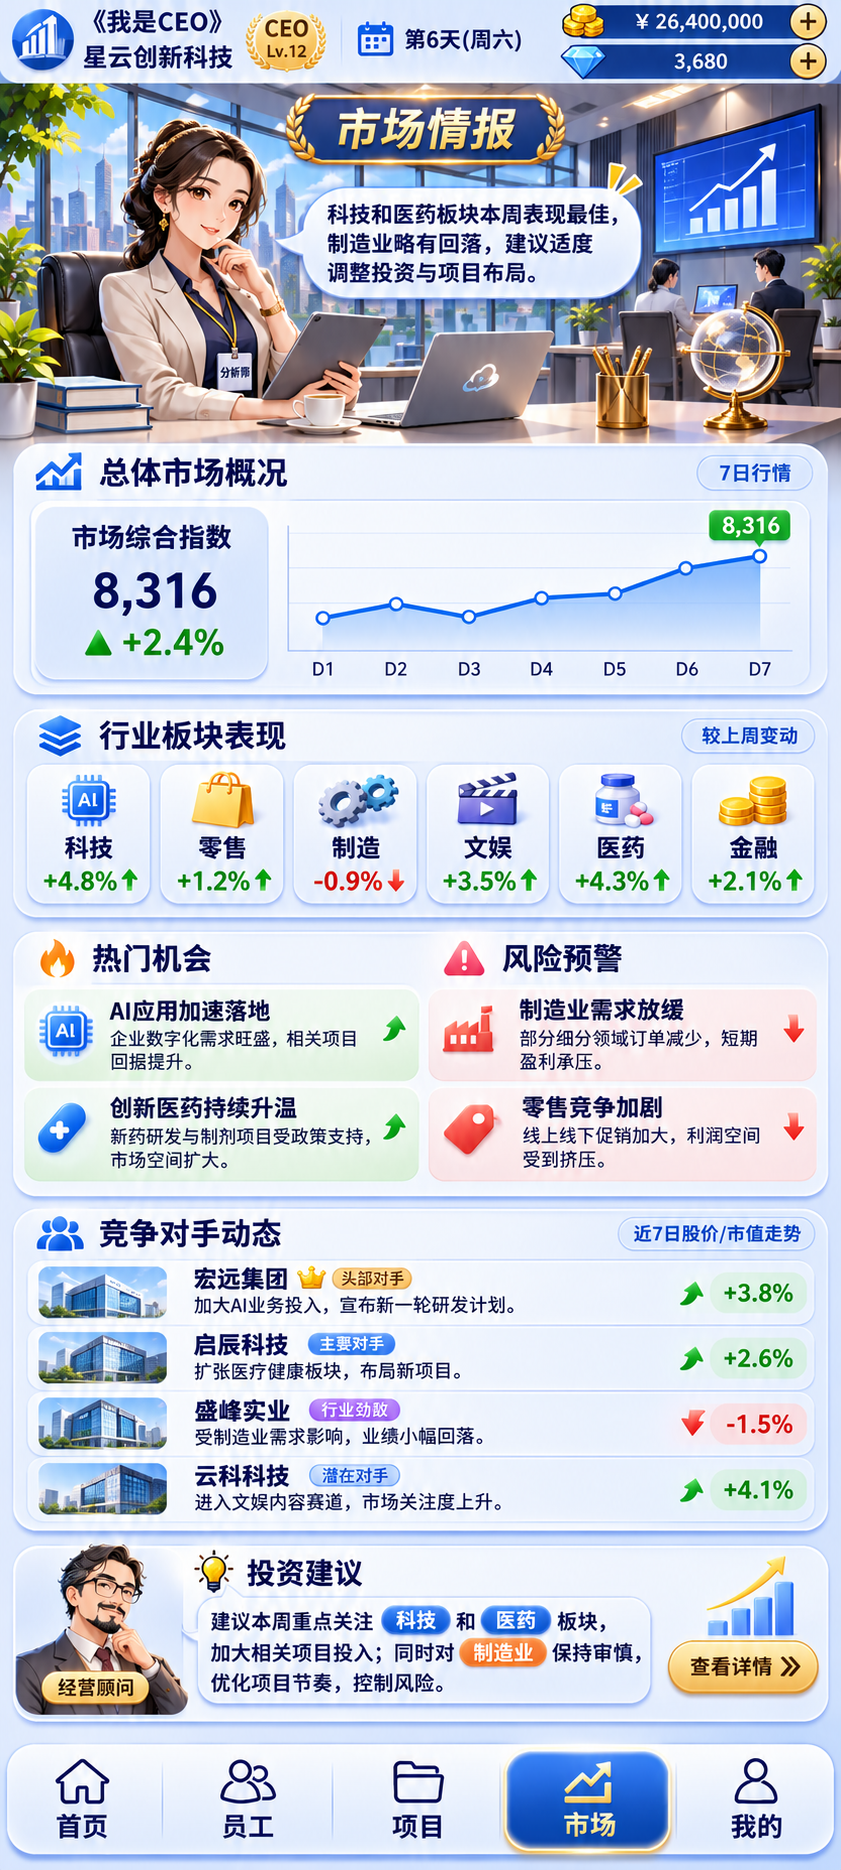 《我是CEO》
星云创新科技
CEO
Lv.12
第6天(周六)
¥ 26,400,000
3,680
市场情报
科技和医药板块本周表现最佳，
制造业略有回落，建议适度
调整投资与项目布局。
分析师
总体市场概况
7日行情
市场综合指数
8,316
+2.4%
8,316
D1 D2 D3 D4 D5 D6 D7
行业板块表现
较上周变动
AI
科技
+4.8%
零售
+1.2%
制造
-0.9%
文娱
+3.5%
医药
+4.3%
金融
+2.1%
热门机会
AI
AI应用加速落地
企业数字化需求旺盛，相关项目
回据提升。
创新医药持续升温
新药研发与制剂项目受政策支持，
市场空间扩大。
风险预警
制造业需求放缓
部分细分领域订单减少，短期
盈利承压。
零售竞争加剧
线上线下促销加大，利润空间
受到挤压。
竞争对手动态
近7日股价/市值走势
宏远集团 头部对手
加大AI业务投入，宣布新一轮研发计划。
+3.8%
启辰科技 主要对手
扩张医疗健康板块，布局新项目。
+2.6%
盛峰实业 行业劲敌
受制造业需求影响，业绩小幅回落。
-1.5%
云科科技 潜在对手
进入文娱内容赛道，市场关注度上升。
+4.1%
经营顾问
投资建议
建议本周重点关注 科技 和 医药 板块，
加大相关项目投入；同时对 制造业 保持审慎，
优化项目节奏，控制风险。
查看详情
首页
员工
项目
市场
我的